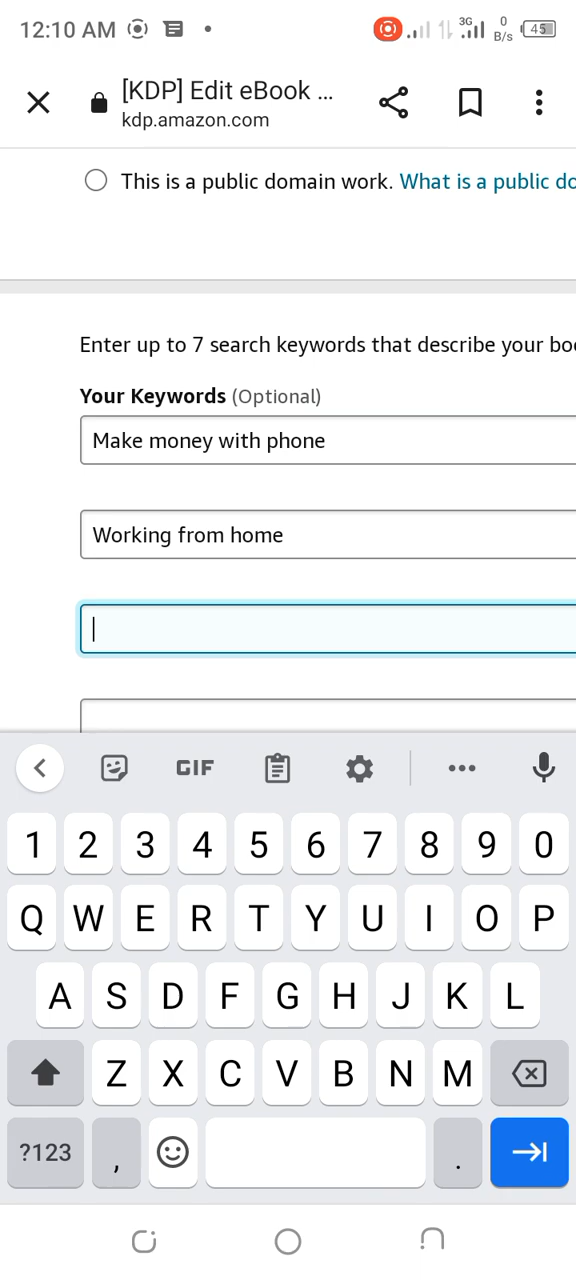 12:10 AM
3G
0
B/s
45
[KDP] Edit eBook ...
kdp.amazon.com
This is a public domain work. What is a public do
Enter up to 7 search keywords that describe your boo
Your Keywords (Optional)
Make money with phone
Working from home
GIF
1 2 3 4 5 6 7 8 9 0
Q W E R T Y U I O P
A S D F G H J K L
Z X C V B N M
?123 , .